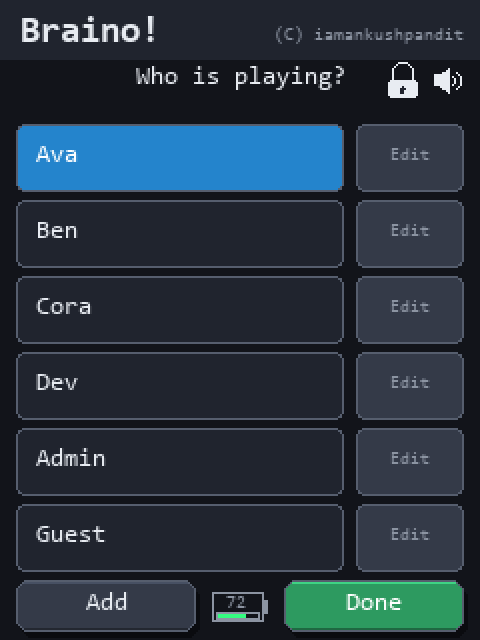 Braino!
(C) iamankushpandit
Who is playing?
Ava
Edit
Ben
Edit
Cora
Edit
Dev
Edit
Admin
Edit
Guest
Edit
Add
72
Done